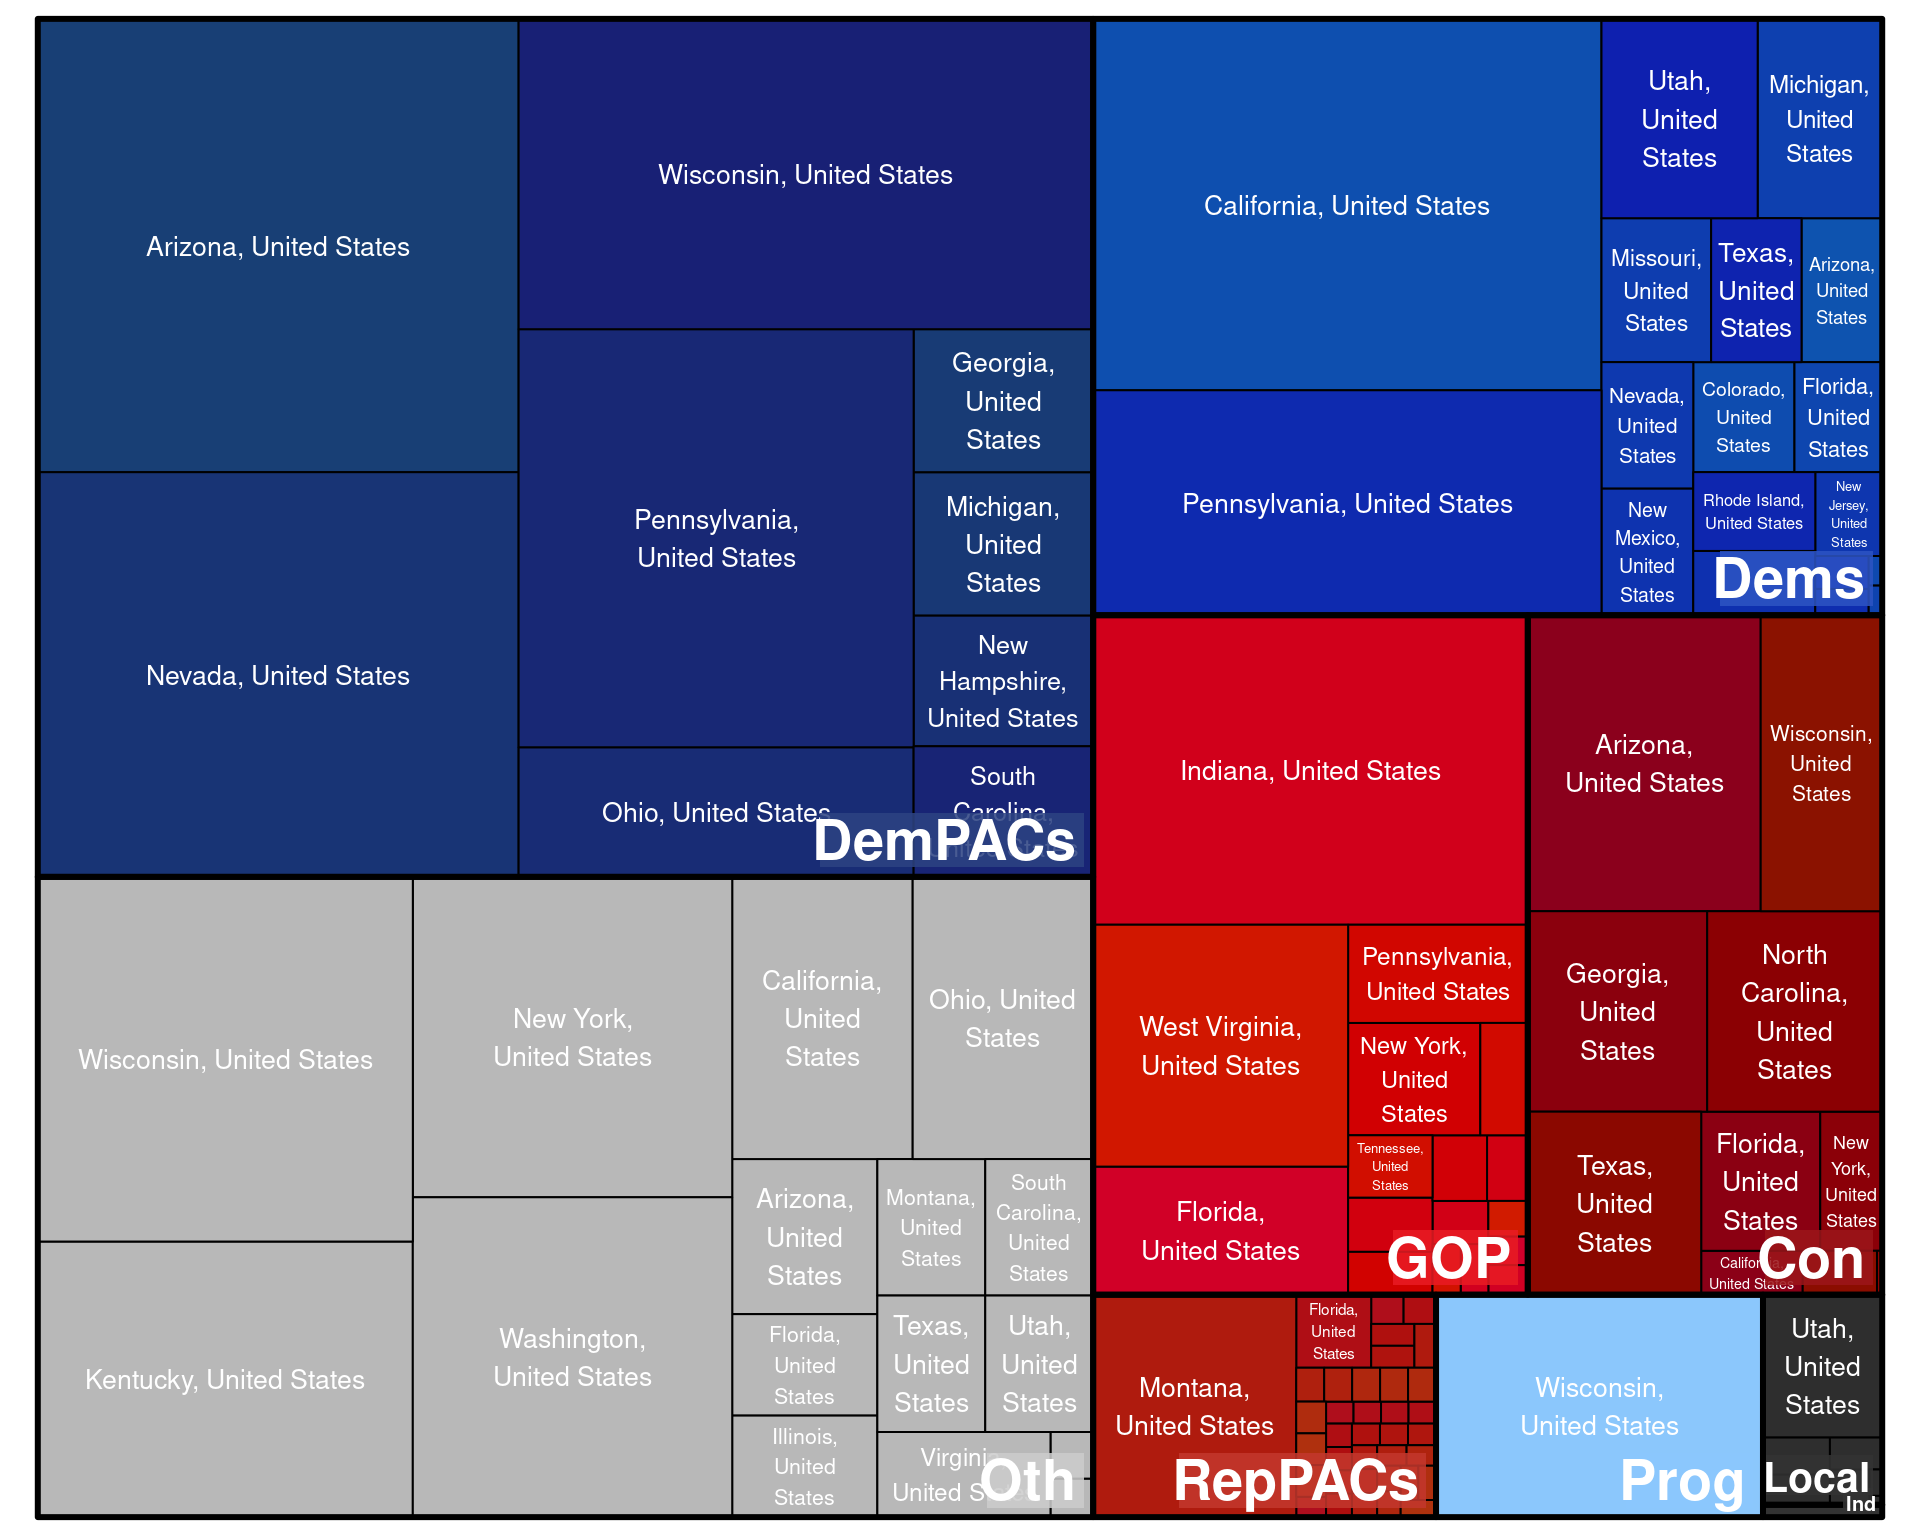 Arizona, United States
Wisconsin, United States
Nevada, United States
Pennsylvania,
United States
Georgia,
United
States
Michigan,
United
States
New
Hampshire,
United States
Ohio, United States
South
Carolina,
United States
DemPACs
California, United States
Utah,
United
States
Michigan,
United
States
Missouri,
United
States
Texas,
United
States
Arizona,
United
States
Pennsylvania, United States
Nevada,
United
States
Colorado,
United
States
Florida,
United
States
New
Mexico,
United
States
Rhode Island,
United States
New
Jersey,
United
States
Dems
Wisconsin, United States
Kentucky, United States
New York,
United States
Washington,
United States
California,
United
States
Ohio, United
States
Arizona,
United
States
Montana,
United
States
South
Carolina,
United
States
Florida,
United
States
Texas,
United
States
Utah,
United
States
Illinois,
United
States
Virginia,
United States
Oth
Indiana, United States
West Virginia,
United States
Florida,
United States
Pennsylvania,
United States
New York,
United
States
Tennessee,
United
States
GOP
Arizona,
United States
Wisconsin,
United
States
Georgia,
United
States
North
Carolina,
United
States
Texas,
United
States
Florida,
United
States
New
York,
United
States
California,
United States
Con
Montana,
United States
Florida,
United
States
RepPACs
Wisconsin,
United States
Prog
Utah,
United
States
Local
Ind